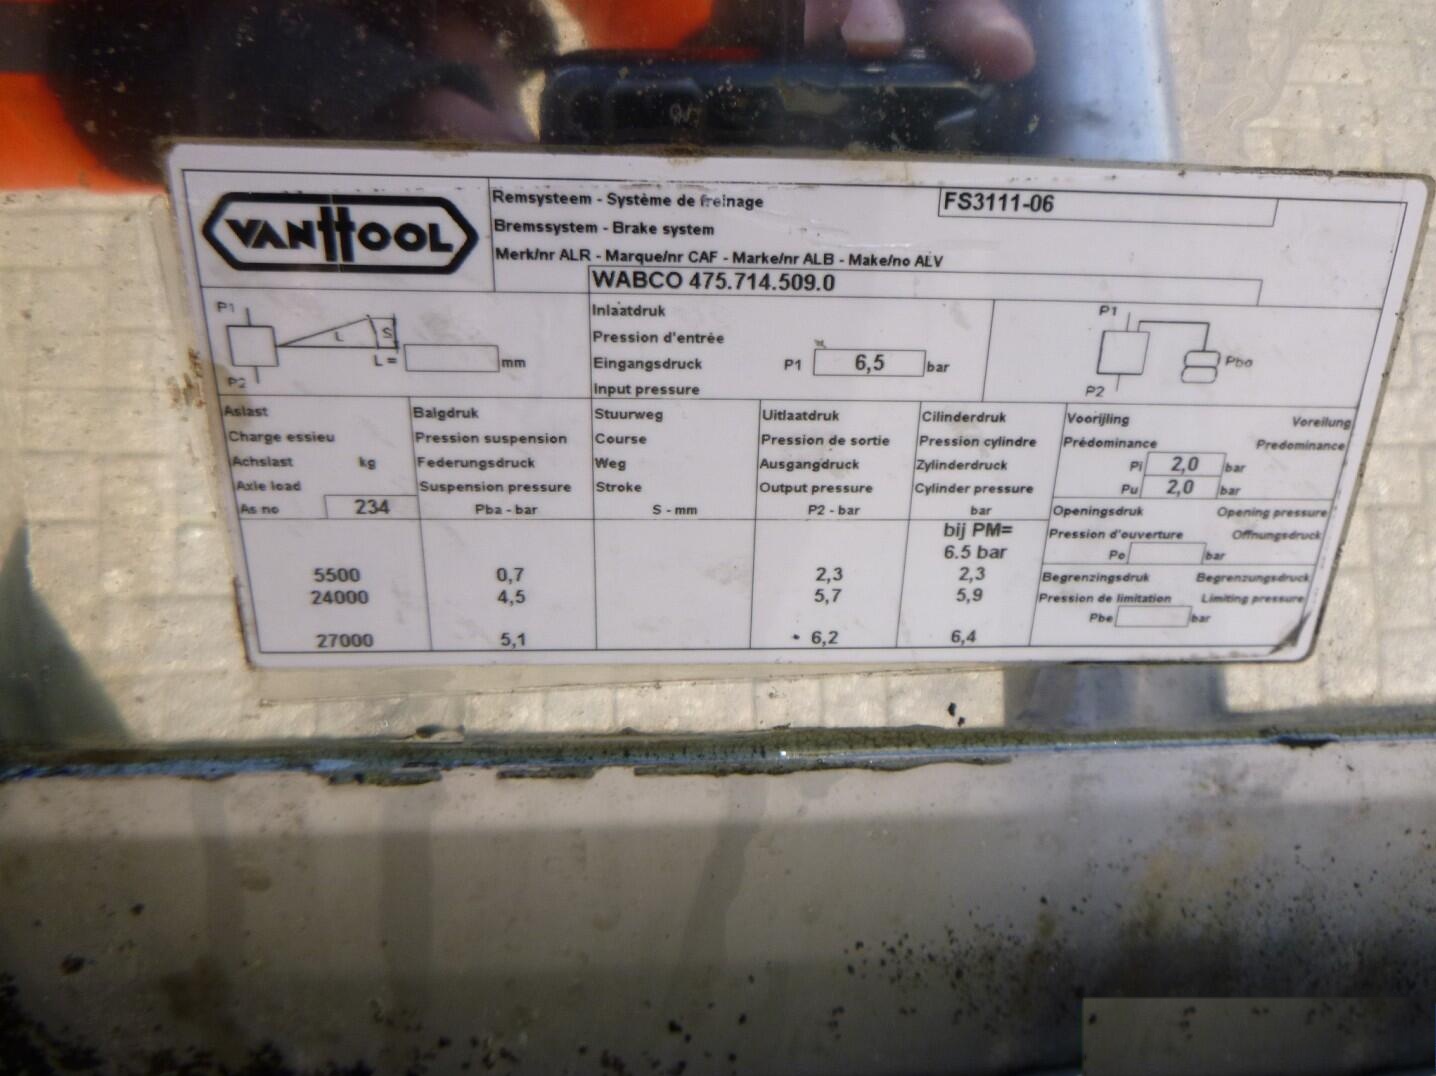 VANHOOL
Remsysteem - Système de freinage
FS3111-06
Bremssystem - Brake system
Merk/nr ALR - Marque/nr CAF - Marke/nr ALB - Make/no ALV
WABCO 475.714.509.0
P1
L
S
L =
mm
P2
Inlaatdruk
Pression d'entrée
Eingangsdruck
P1
6,5
bar
Input pressure
P1
Pba
P2
Aslast
Charge essieu
Achslast kg
Axle load
As no
234
Balgdruk
Pression suspension
Federungsdruck
Suspension pressure
Pba - bar
Stuurweg
Course
Weg
Stroke
S - mm
Uitlaatdruk
Pression de sortie
Ausgangdruck
Output pressure
P2 - bar
Cilinderdruk
Pression cylindre
Zylinderdruck
Cylinder pressure
bar
Voorijling Voreilung
Prédominance Predominance
Pi 2,0 bar
Pu 2,0 bar
Openingsdruk Opening pressure
Pression d'ouverture Offnungsdruck
Po bar
Begrenzingsdruk Begrenzungsdruck
Pression de limitation Limiting pressure
Pbe bar
bij PM=
6.5 bar
5500 0,7 2,3 2,3
24000 4,5 5,7 5,9
27000 5,1 6,2 6,4